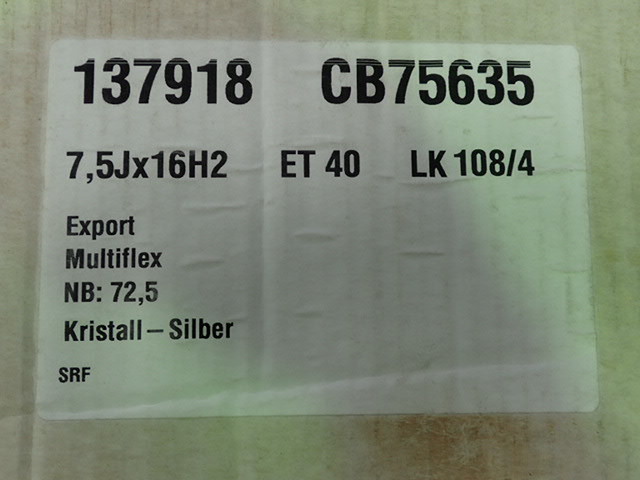 137918 CB75635
7,5Jx16H2 ET 40 LK 108/4
Export
Multiflex
NB: 72,5
Kristall – Silber
SRF